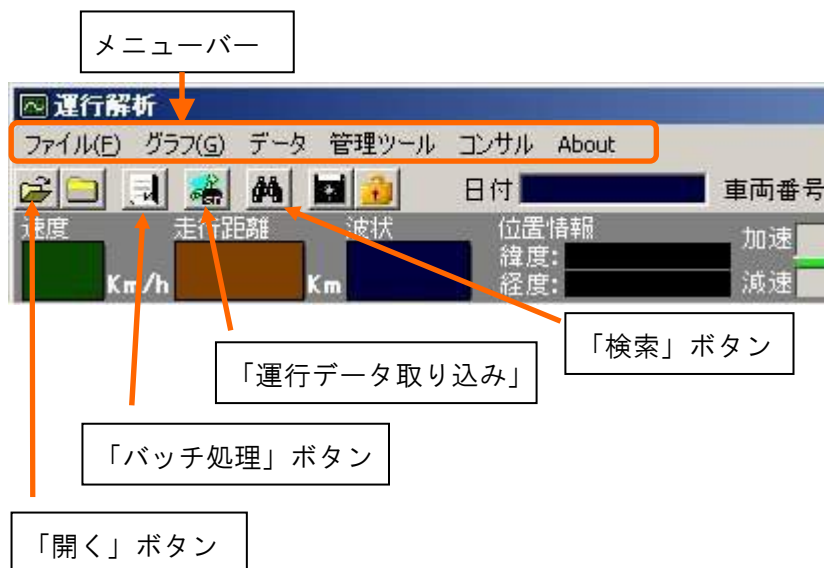 メニューバー
運行解析
ファイル(F) グラフ(G) データ 管理ツール コンサル About
日付 車両番号
速度 走行距離 波状 位置情報 加速
緯度:
Km/h Km 経度: 減速
「検索」ボタン
「運行データ取り込み」
「バッチ処理」ボタン
「開く」ボタン